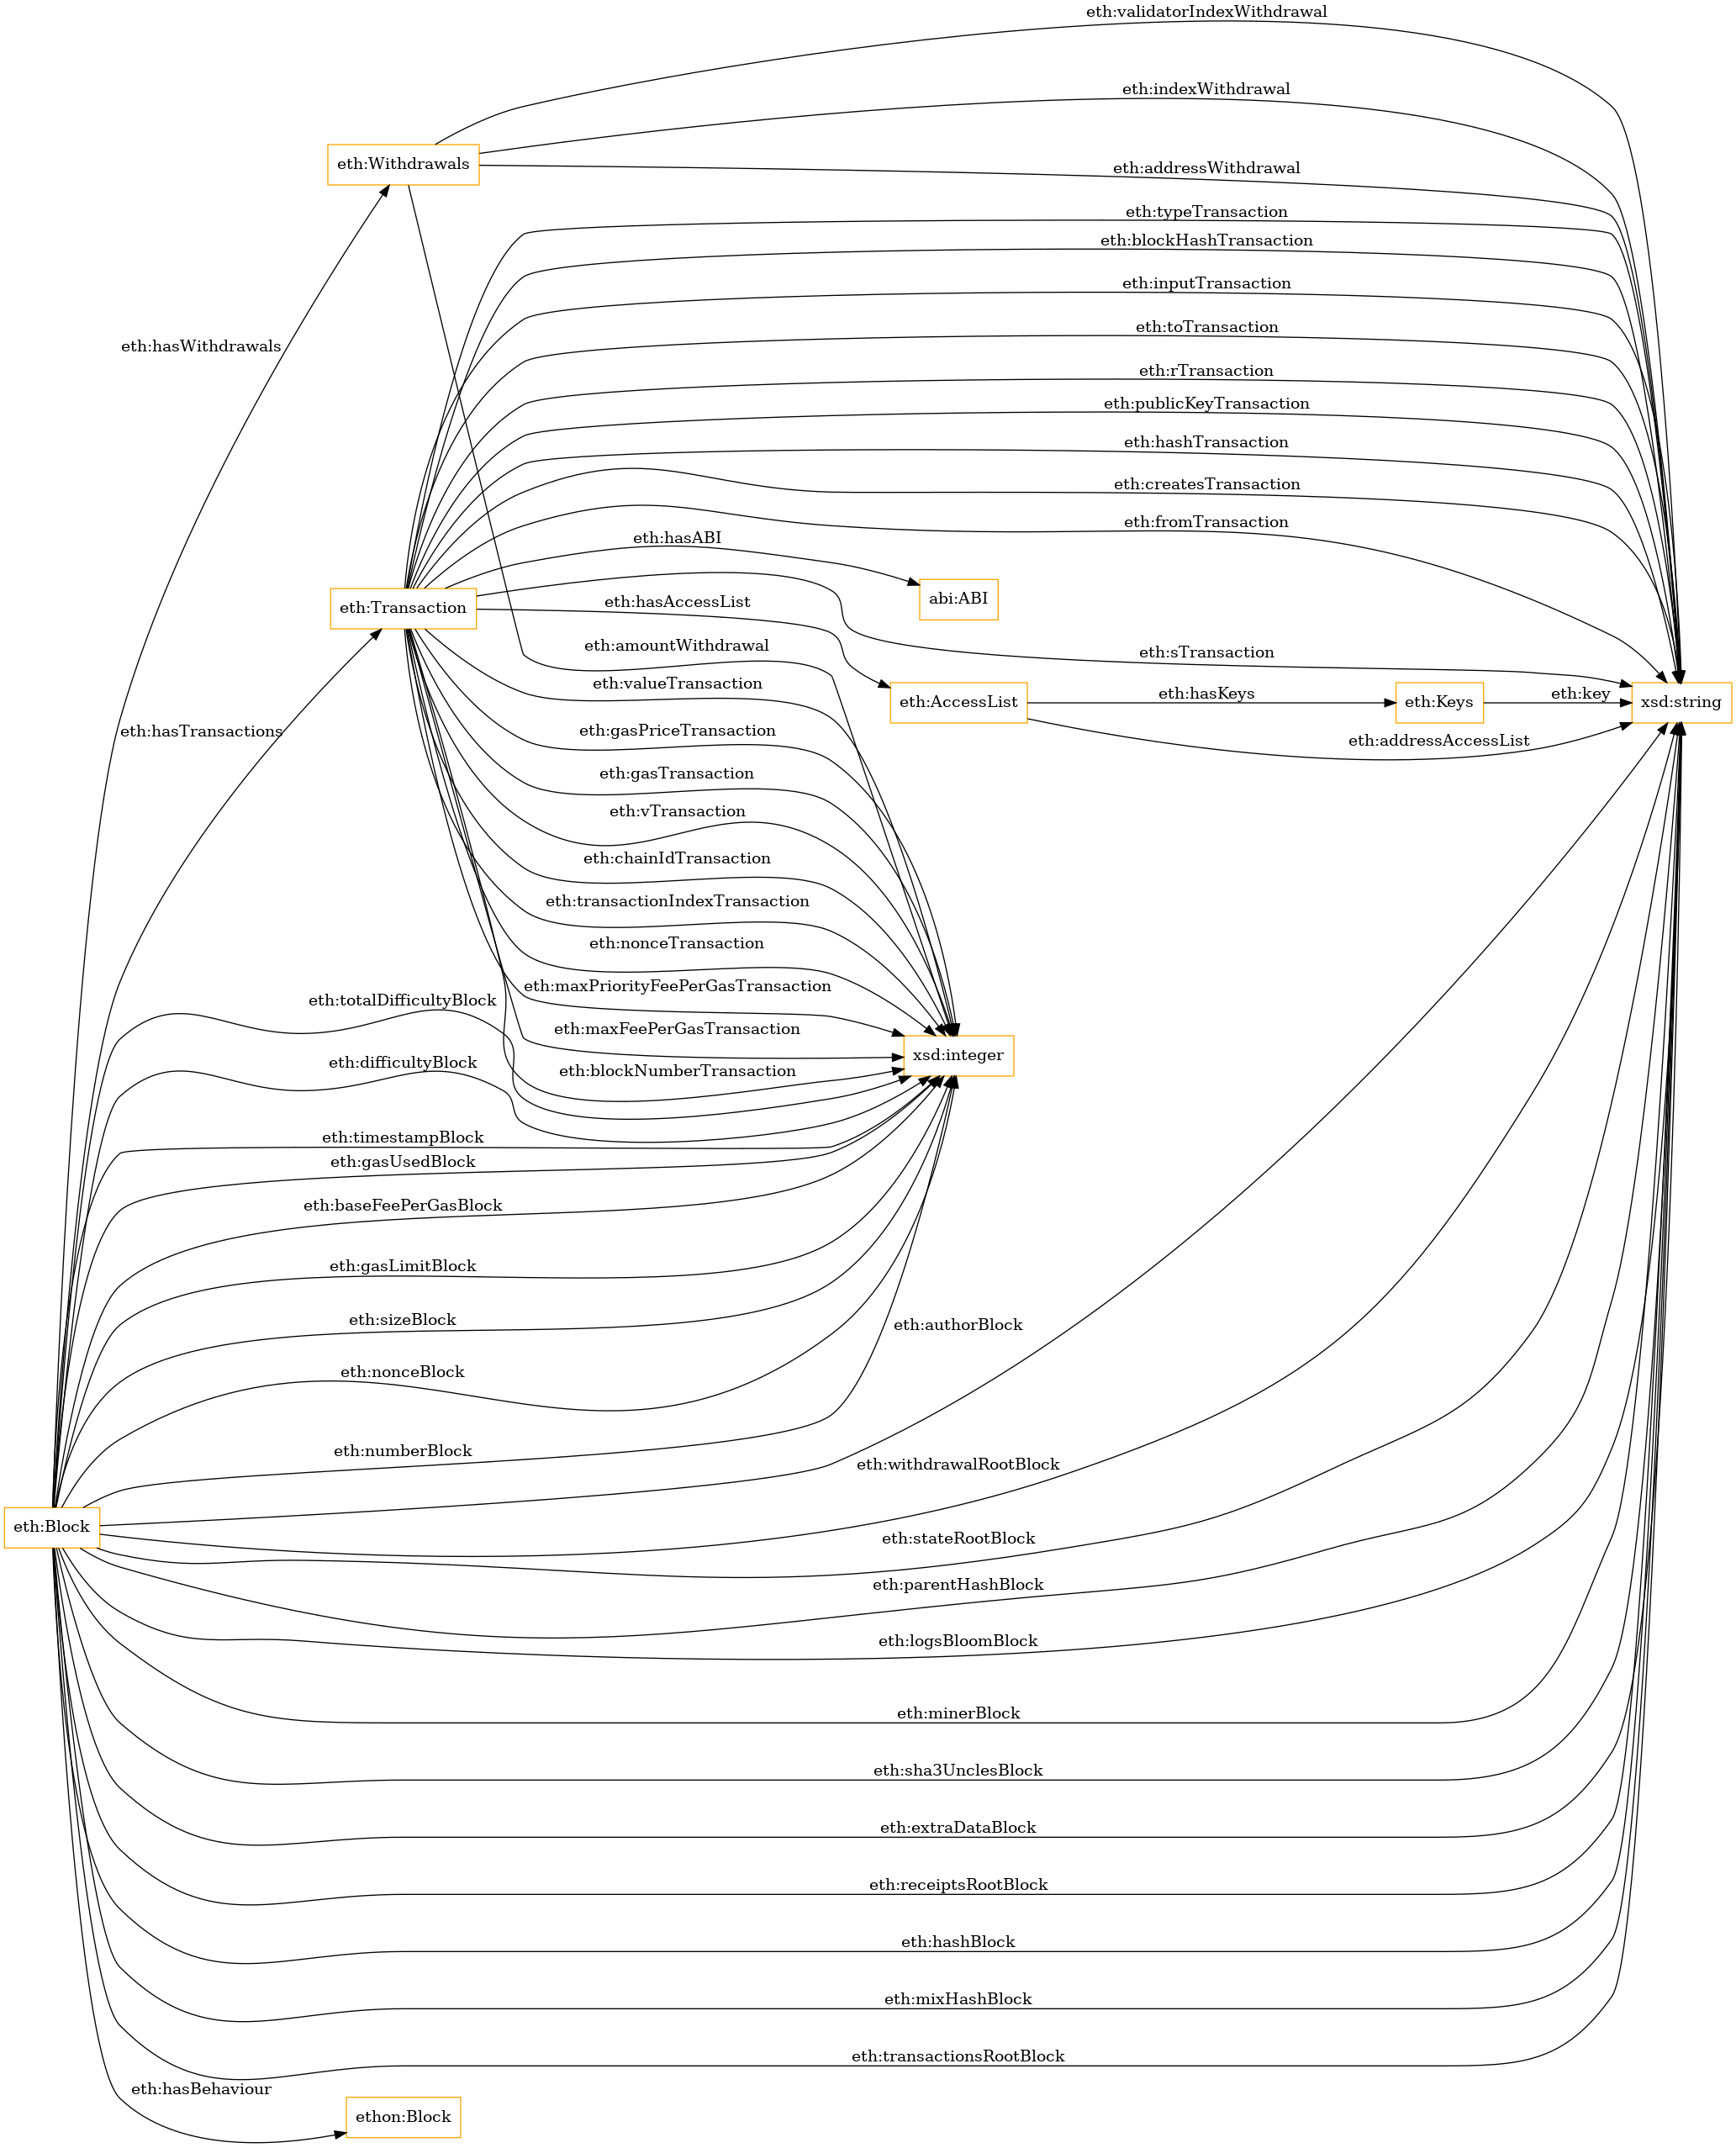 eth:validatorIndexWithdrawal
eth:indexWithdrawal
eth:Withdrawals
eth:addressWithdrawal
eth:typeTransaction
eth:blockHashTransaction
eth:inputTransaction
eth:toTransaction
eth:hasWithdrawals
eth:rTransaction
eth:publicKeyTransaction
eth:hashTransaction
eth:createsTransaction
eth:fromTransaction
eth:hasABI
abi:ABI
eth:Transaction
eth:hasAccessList
eth:amountWithdrawal
eth:sTransaction
eth:valueTransaction
eth:AccessList
eth:hasKeys
eth:Keys
eth:key
xsd:string
eth:hasTransactions
eth:gasPriceTransaction
eth:addressAccessList
eth:gasTransaction
eth:vTransaction
eth:chainIdTransaction
eth:transactionIndexTransaction
eth:nonceTransaction
eth:maxPriorityFeePerGasTransaction
eth:totalDifficultyBlock
eth:maxFeePerGasTransaction
xsd:integer
eth:difficultyBlock
eth:blockNumberTransaction
eth:timestampBlock
eth:gasUsedBlock
eth:baseFeePerGasBlock
eth:gasLimitBlock
eth:sizeBlock
eth:authorBlock
eth:nonceBlock
eth:numberBlock
eth:withdrawalRootBlock
eth:Block
eth:stateRootBlock
eth:parentHashBlock
eth:logsBloomBlock
eth:minerBlock
eth:sha3UnclesBlock
eth:extraDataBlock
eth:receiptsRootBlock
eth:hashBlock
eth:mixHashBlock
eth:transactionsRootBlock
eth:hasBehaviour
ethon:Block